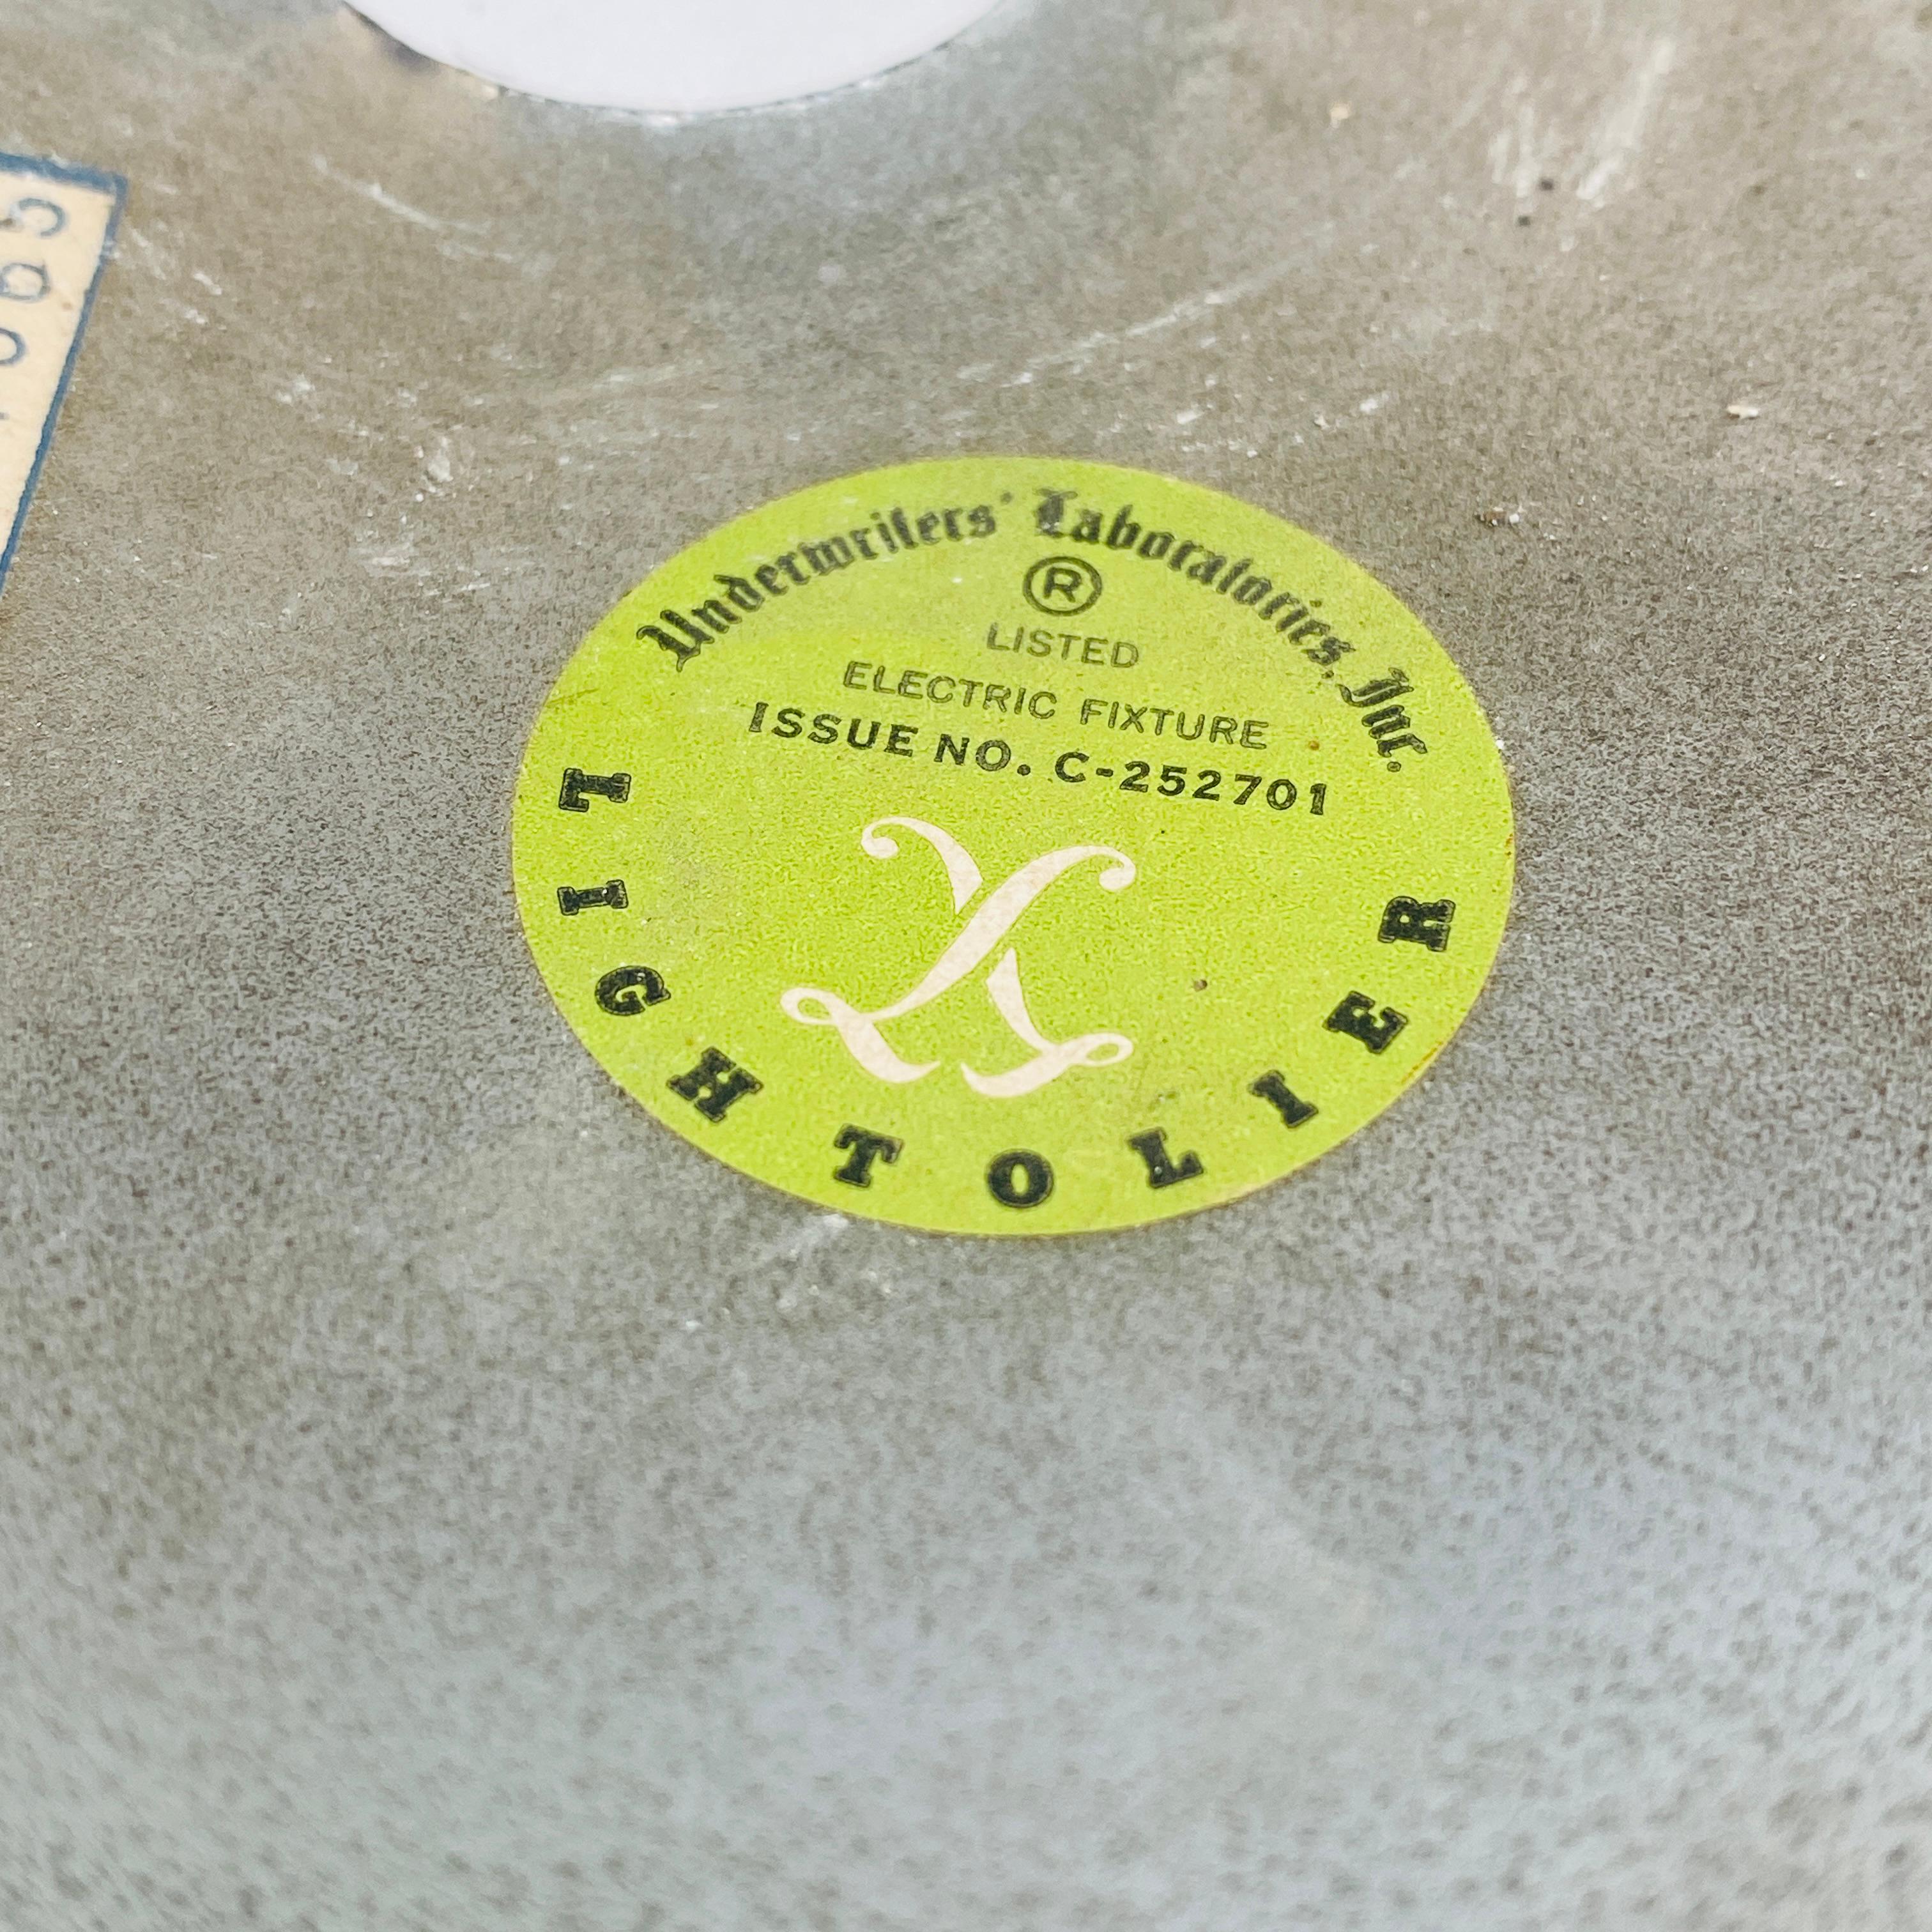 Underwriters' Laboratories, Inc.
®
LISTED
ELECTRIC FIXTURE
ISSUE NO. C-252701
LIGHTOLIER